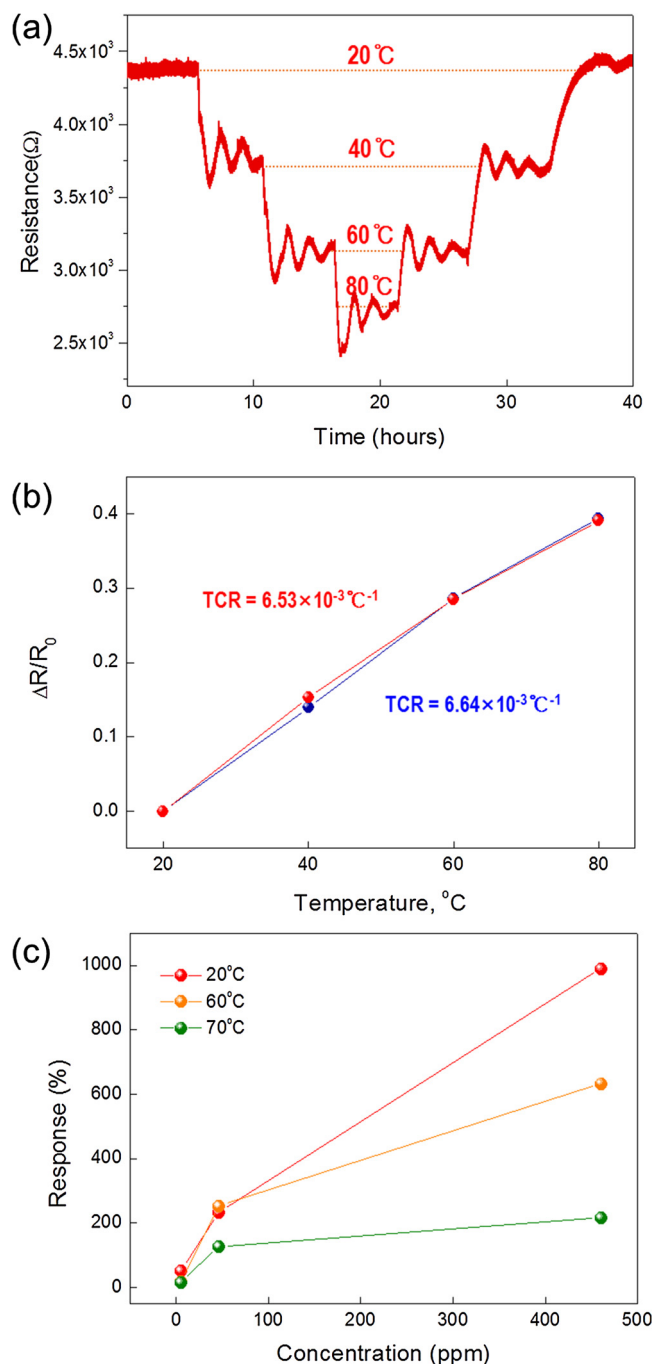 (a)
4.5x10³
4.0x10³
3.5x10³
3.0x10³
2.5x10³
Resistance(Ω)
20℃
40℃
60℃
80℃
0 10 20 30 40
Time (hours)
(b)
0.4
0.3
0.2
0.1
0.0
ΔR/R₀
TCR = 6.53×10⁻³℃⁻¹
TCR = 6.64×10⁻³℃⁻¹
20 40 60 80
Temperature, °C
(c)
1000
800
600
400
200
0
Response (%)
20°C
60°C
70°C
0 100 200 300 400 500
Concentration (ppm)